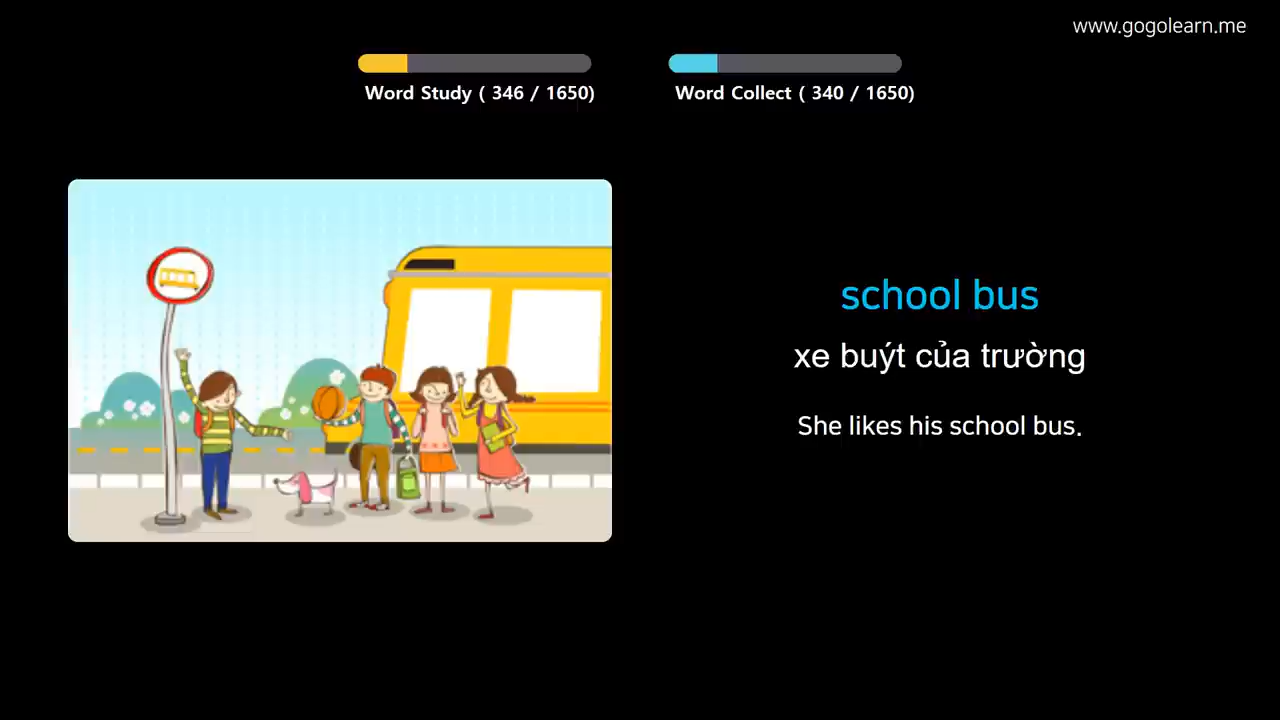 www.gogolearn.me
Word Study ( 346 / 1650)
Word Collect ( 340 / 1650)
school bus
xe buýt của trường
She likes his school bus.